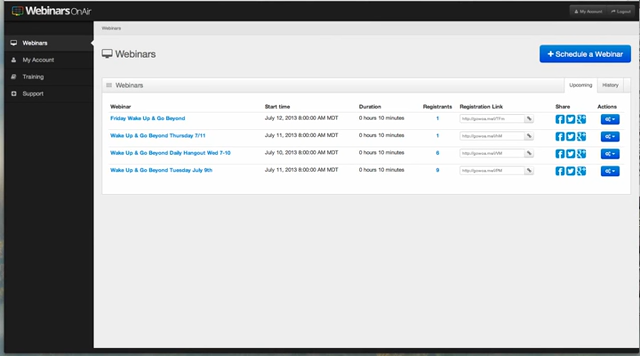 Webinars OnAir
My Account Logout
Webinars
My Account
Training
Support
Webinars
Webinars
+ Schedule a Webinar
Webinars Upcoming History
Webinar Start time Duration Registrants Registration Link Share Actions
Friday Wake Up & Go Beyond July 12, 2013 8:00:00 AM MDT 0 hours 10 minutes 1
Wake Up & Go Beyond Thursday 7/11 July 11, 2013 8:00:00 AM MDT 0 hours 10 minutes 1
Wake Up & Go Beyond Daily Hangout Wed 7-10 July 10, 2013 8:00:00 AM MDT 0 hours 10 minutes 6
Wake Up & Go Beyond Tuesday July 9th July 11, 2013 8:00:00 AM MDT 0 hours 10 minutes 9